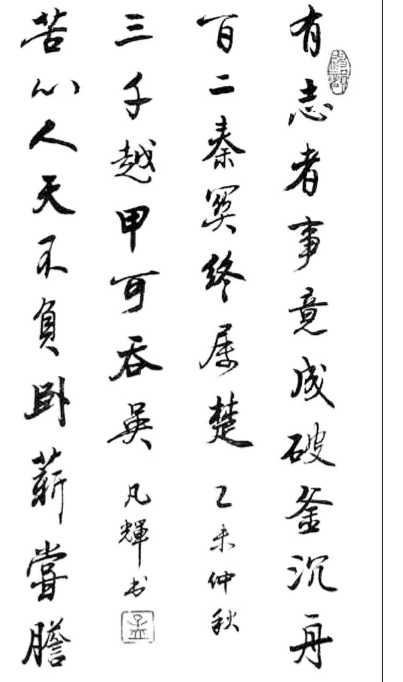 有志者事竟成破釜沉舟
百二秦關終属楚
乙未仲秋
苦心人天不負卧薪嘗膽
三千越甲可吞吳
凡輝书